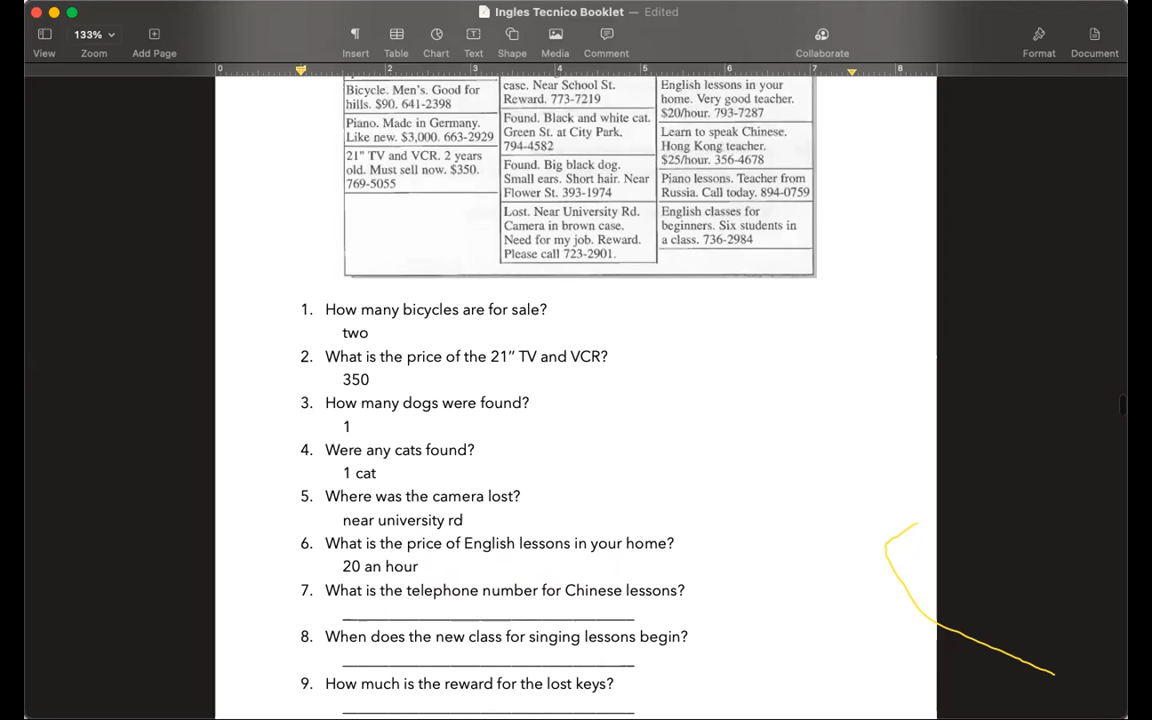 Ingles Tecnico Booklet — Edited
133%
View
Zoom
Add Page
Insert
Table
Chart
Text
Shape
Media
Comment
Collaborate
Format
Document
0
2
3
4
5
6
7
8
Bicycle. Men's. Good for
hills. $90. 641-2398
Piano. Made in Germany.
Like new. $3,000. 663-2929
21" TV and VCR. 2 years
old. Must sell now. $350.
769-5055
case. Near School St.
Reward. 773-7219
Found. Black and white cat.
Green St. at City Park.
794-4582
Found. Big black dog.
Small ears. Short hair. Near
Flower St. 393-1974
Lost. Near University Rd.
Camera in brown case.
Need for my job. Reward.
Please call 723-2901.
English lessons in your
home. Very good teacher.
$20/hour. 793-7287
Learn to speak Chinese.
Hong Kong teacher.
$25/hour. 356-4678
Piano lessons. Teacher from
Russia. Call today. 894-0759
English classes for
beginners. Six students in
a class. 736-2984
1. How many bicycles are for sale?
two
2. What is the price of the 21" TV and VCR?
350
3. How many dogs were found?
1
4. Were any cats found?
1 cat
5. Where was the camera lost?
near university rd
6. What is the price of English lessons in your home?
20 an hour
7. What is the telephone number for Chinese lessons?
8. When does the new class for singing lessons begin?
9. How much is the reward for the lost keys?